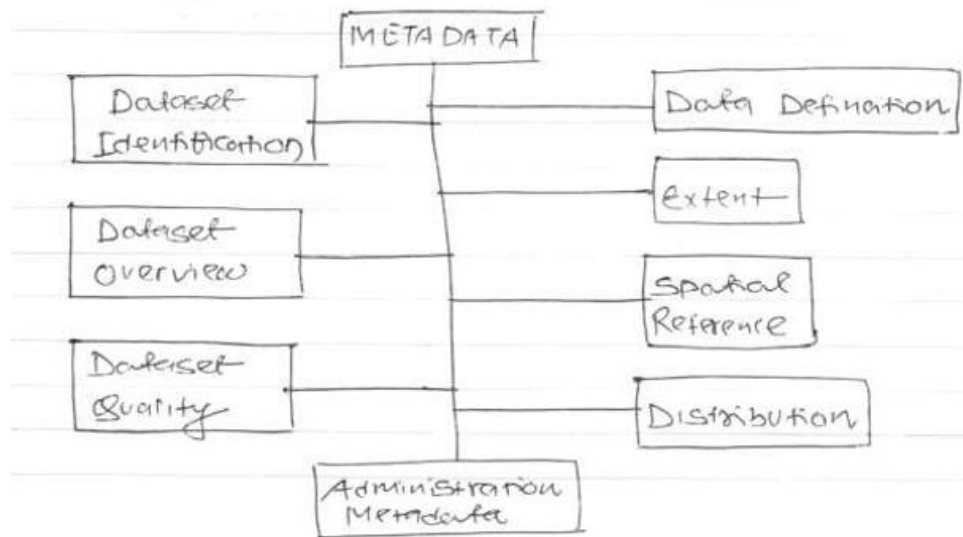 METADATA
Dataset
Identification
Data Defination
Extent
Dataset
Overview
Spatial
Reference
Dataset
Quality
Distribution
Administration
Metadata